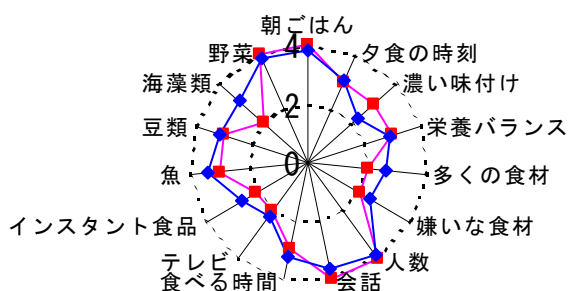 朝ごはん
4
野菜
夕食の時刻
海藻類
濃い味付け
2
豆類
栄養バランス
0
魚
多くの食材
インスタント食品
嫌いな食材
テレビ
人数
食べる時間
会話